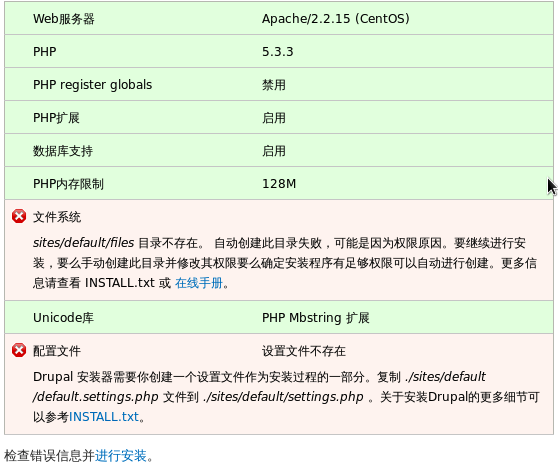 Web服务器 Apache/2.2.15 (CentOS)
PHP 5.3.3
PHP register globals 禁用
PHP扩展 启用
数据库支持 启用
PHP内存限制 128M
文件系统
sites/default/files 目录不存在。 自动创建此目录失败，可能是因为权限原因。要继续进行安
装，要么手动创建此目录并修改其权限要么确定安装程序有足够权限可以自动进行创建。更多信
息请查看 INSTALL.txt 或 在线手册。
Unicode库 PHP Mbstring 扩展
配置文件 设置文件不存在
Drupal 安装器需要你创建一个设置文件作为安装过程的一部分。复制 ./sites/default
/default.settings.php 文件到 ./sites/default/settings.php 。关于安装Drupal的更多细节可
以参考INSTALL.txt。
检查错误信息并进行安装。